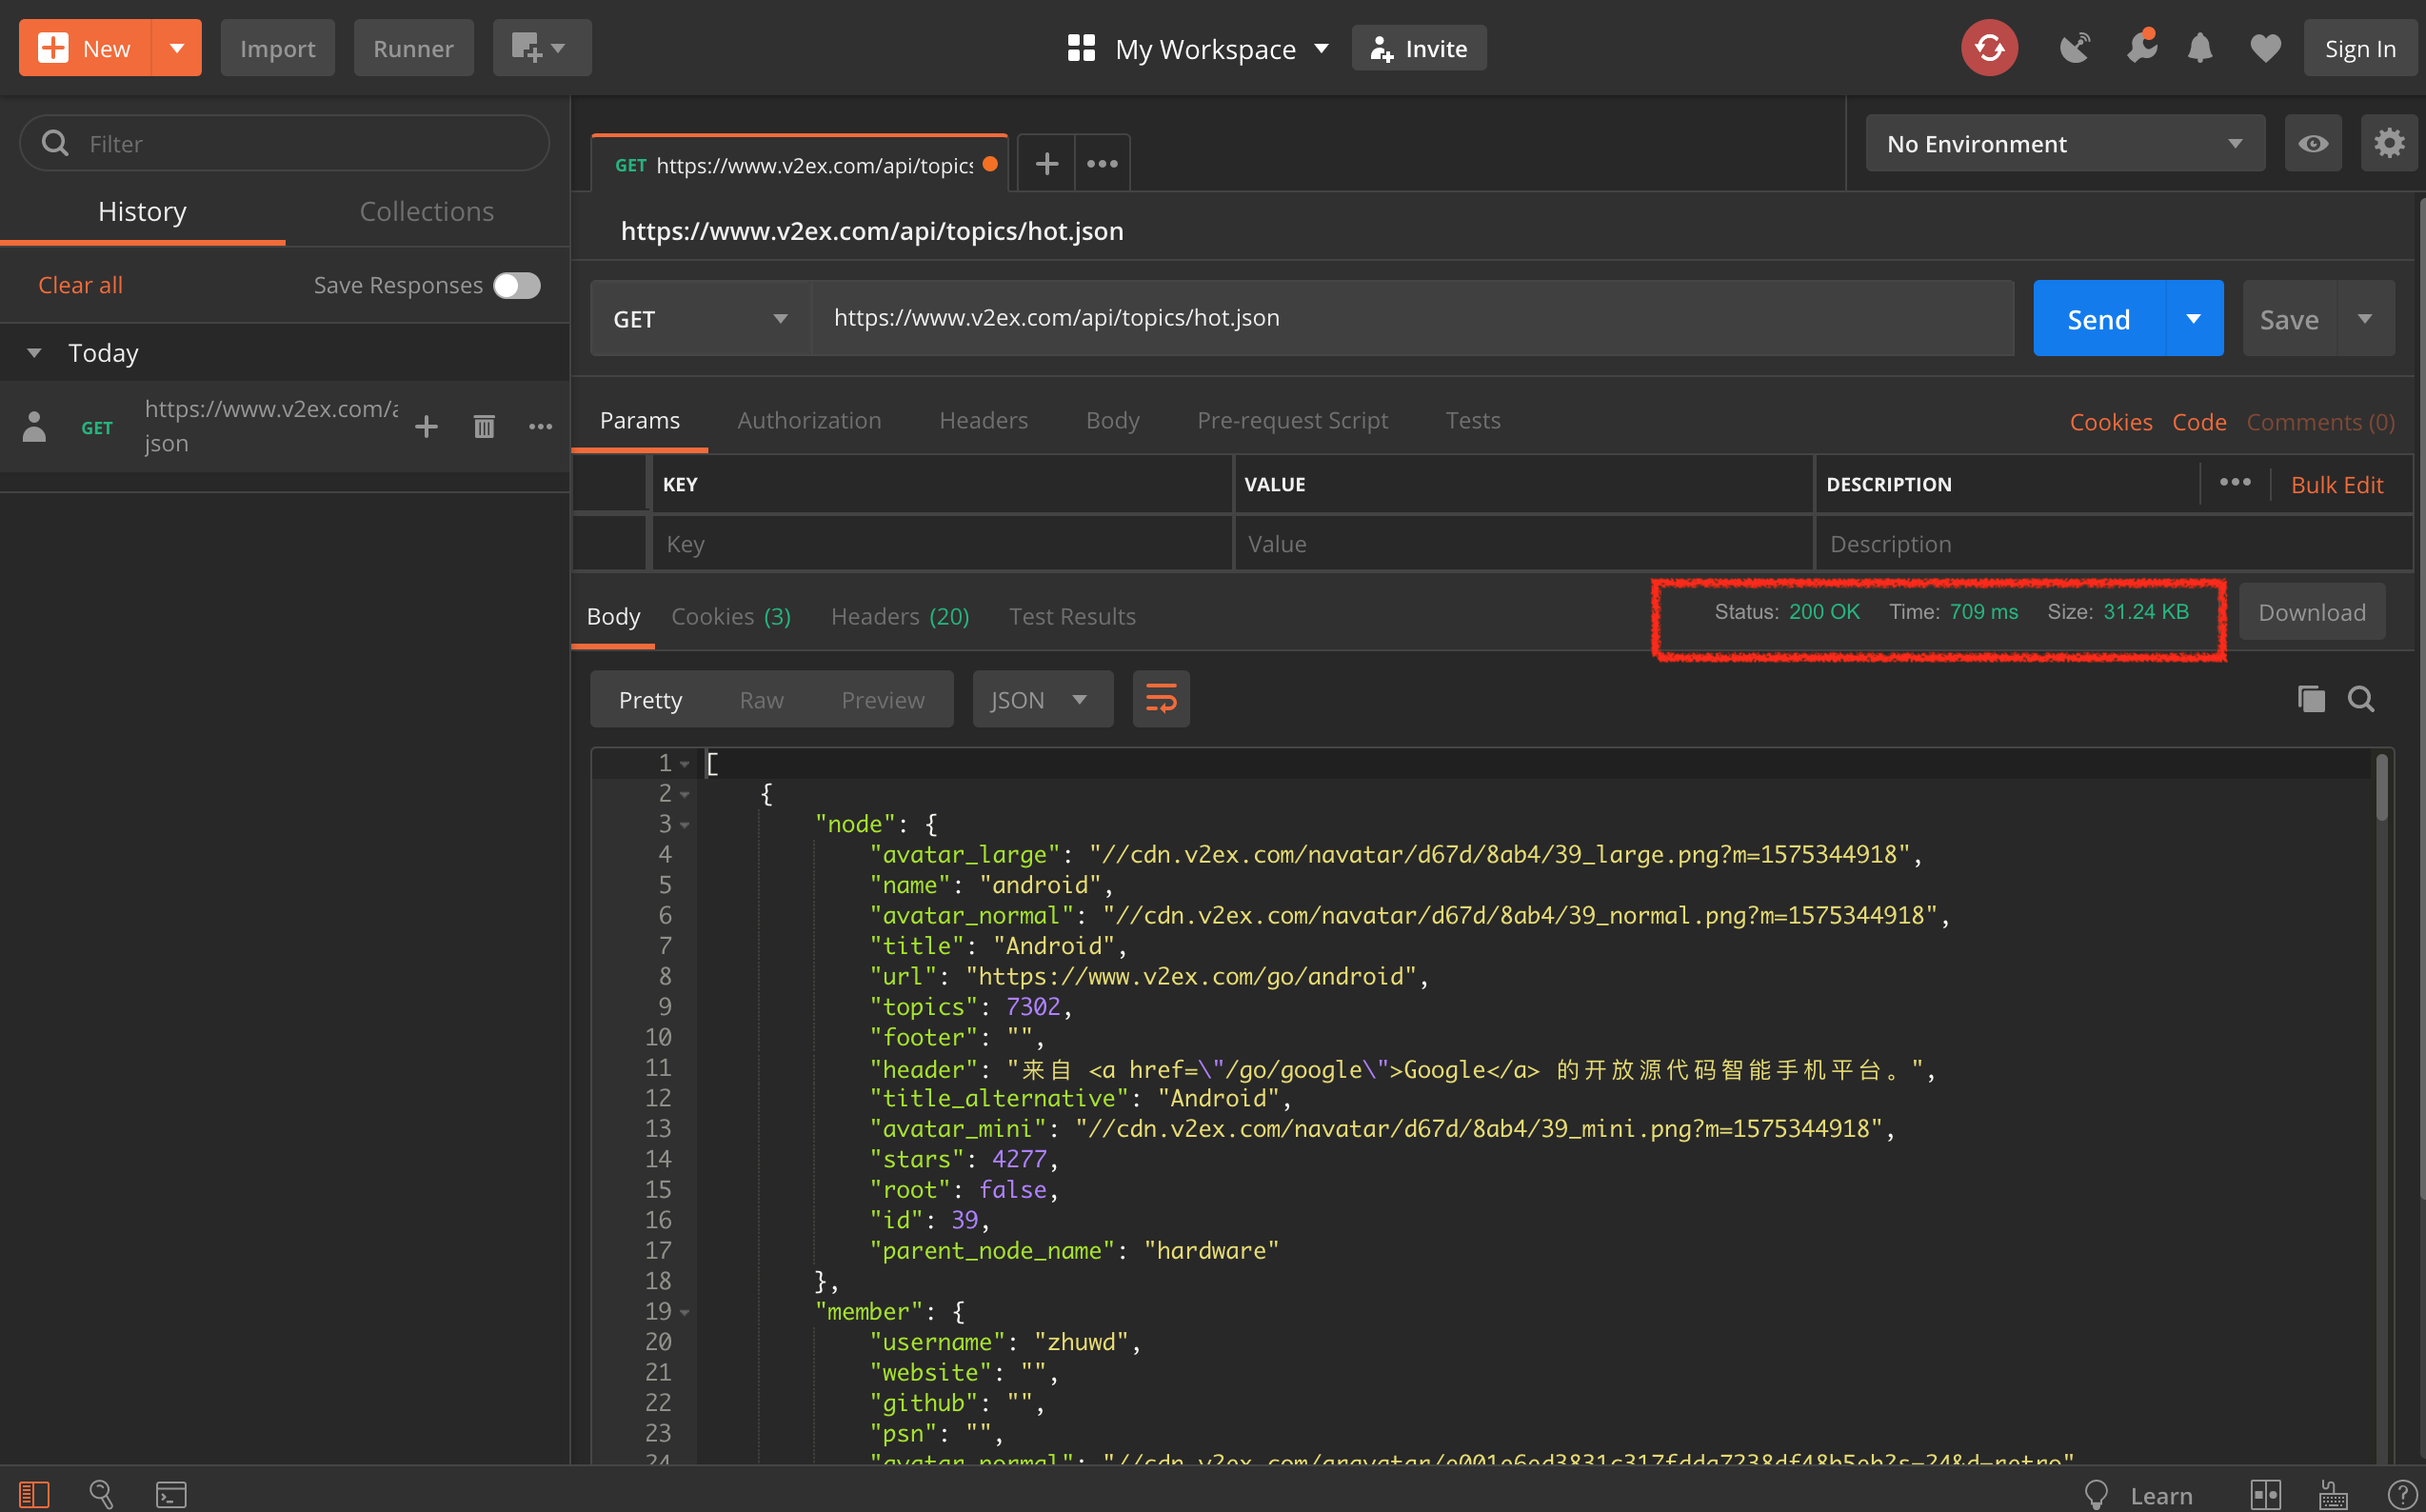 New
Import
Runner
My Workspace
Invite
Sign In
Filter
History
Collections
Clear all
Save Responses
Today
GET
https://www.v2ex.com/a
json
GET https://www.v2ex.com/api/topics
No Environment
https://www.v2ex.com/api/topics/hot.json
GET
https://www.v2ex.com/api/topics/hot.json
Send
Save
Params
Authorization
Headers
Body
Pre-request Script
Tests
Cookies
Code
Comments (0)
KEY
VALUE
DESCRIPTION
Bulk Edit
Key
Value
Description
Body
Cookies (3)
Headers (20)
Test Results
Status: 200 OK
Time: 709 ms
Size: 31.24 KB
Download
Pretty
Raw
Preview
JSON
1 [
2 {
3 "node": {
4 "avatar_large": "//cdn.v2ex.com/navatar/d67d/8ab4/39_large.png?m=1575344918",
5 "name": "android",
6 "avatar_normal": "//cdn.v2ex.com/navatar/d67d/8ab4/39_normal.png?m=1575344918",
7 "title": "Android",
8 "url": "https://www.v2ex.com/go/android",
9 "topics": 7302,
10 "footer": "",
11 "header": "来自 <a href=\"/go/google\">Google</a> 的开放源代码智能手机平台。",
12 "title_alternative": "Android",
13 "avatar_mini": "//cdn.v2ex.com/navatar/d67d/8ab4/39_mini.png?m=1575344918",
14 "stars": 4277,
15 "root": false,
16 "id": 39,
17 "parent_node_name": "hardware"
18 },
19 "member": {
20 "username": "zhuwd",
21 "website": "",
22 "github": "",
23 "psn": "",
24 "avatar_normal":
Learn